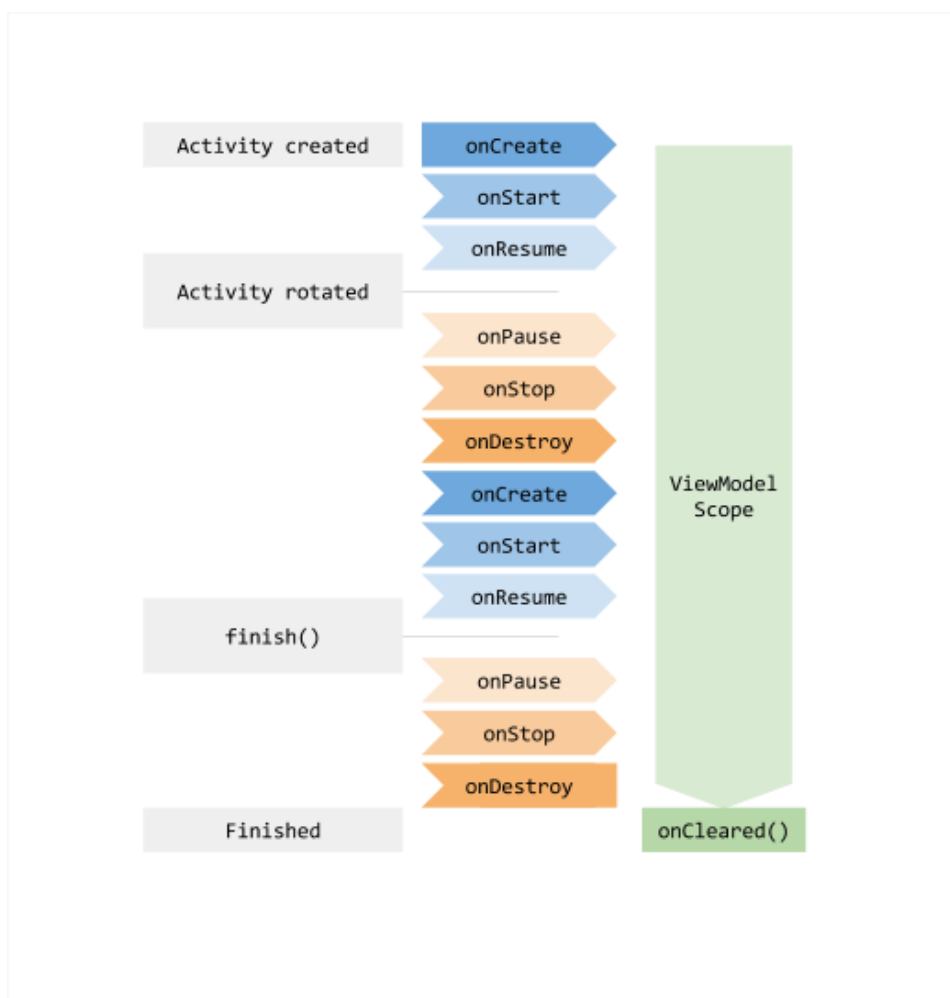 Activity created
onCreate
onStart
onResume
Activity rotated
onPause
onStop
onDestroy
onCreate
ViewModel
Scope
onStart
onResume
finish()
onPause
onStop
onDestroy
Finished
onCleared()